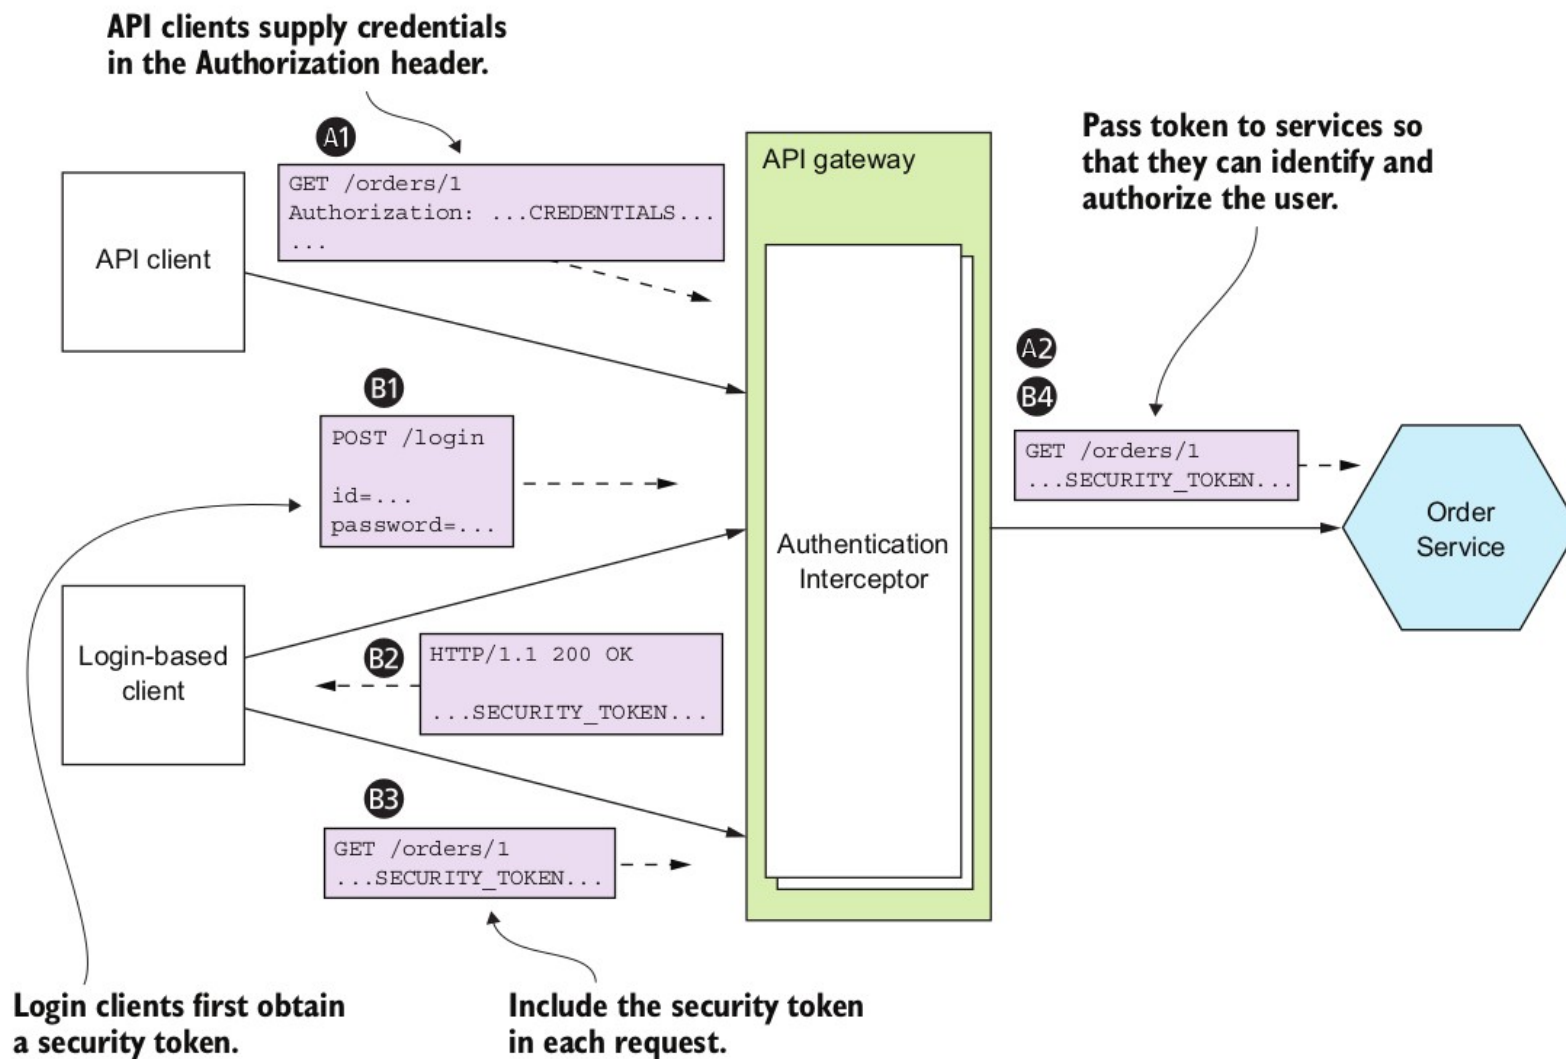 API clients supply credentials
in the Authorization header.
A1
GET /orders/1
Authorization: ...CREDENTIALS...
...
API client
API gateway
Pass token to services so
that they can identify and
authorize the user.
B1
POST /login
id=...
password=...
A2
B4
GET /orders/1
...SECURITY_TOKEN...
Order
Service
Authentication
Interceptor
Login-based
client
B2
HTTP/1.1 200 OK
...SECURITY_TOKEN...
B3
GET /orders/1
...SECURITY_TOKEN...
Login clients first obtain
a security token.
Include the security token
in each request.